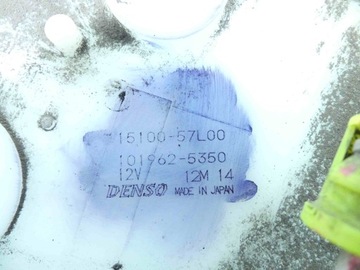 15100-57L00
101962-5350
12V 12M 14
DENSO MADE IN JAPAN